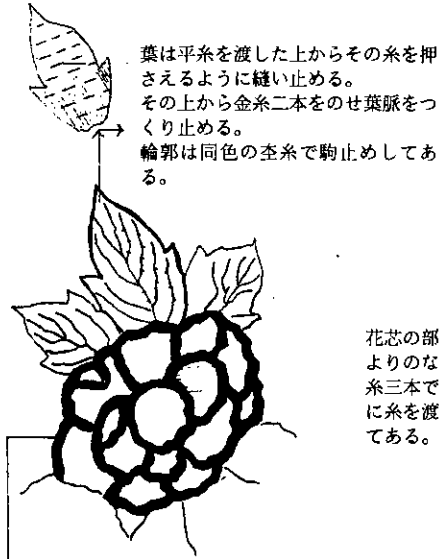 葉は平糸を渡した上からその糸を押
さえるように縫い止める。
その上から金糸二本をのせ葉脈をつ
くり止める。
輪郭は同色の杢糸で駒止めしてあ
る。
花芯の部
よりのな
糸三本で
に糸を渡
てある。